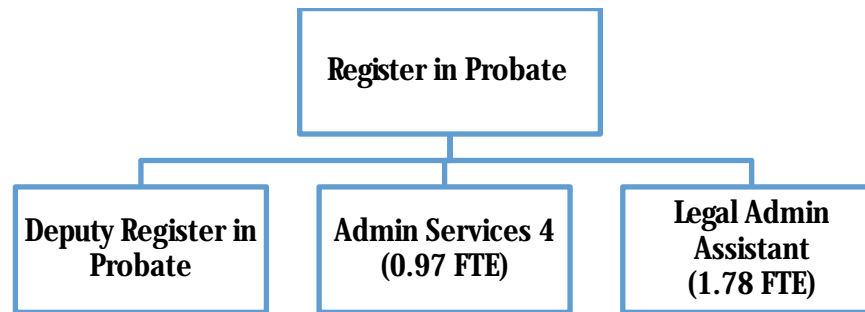 Register in Probate
Deputy Register in
Probate
Admin Services 4
(0.97 FTE)
Legal Admin
Assistant
(1.78 FTE)